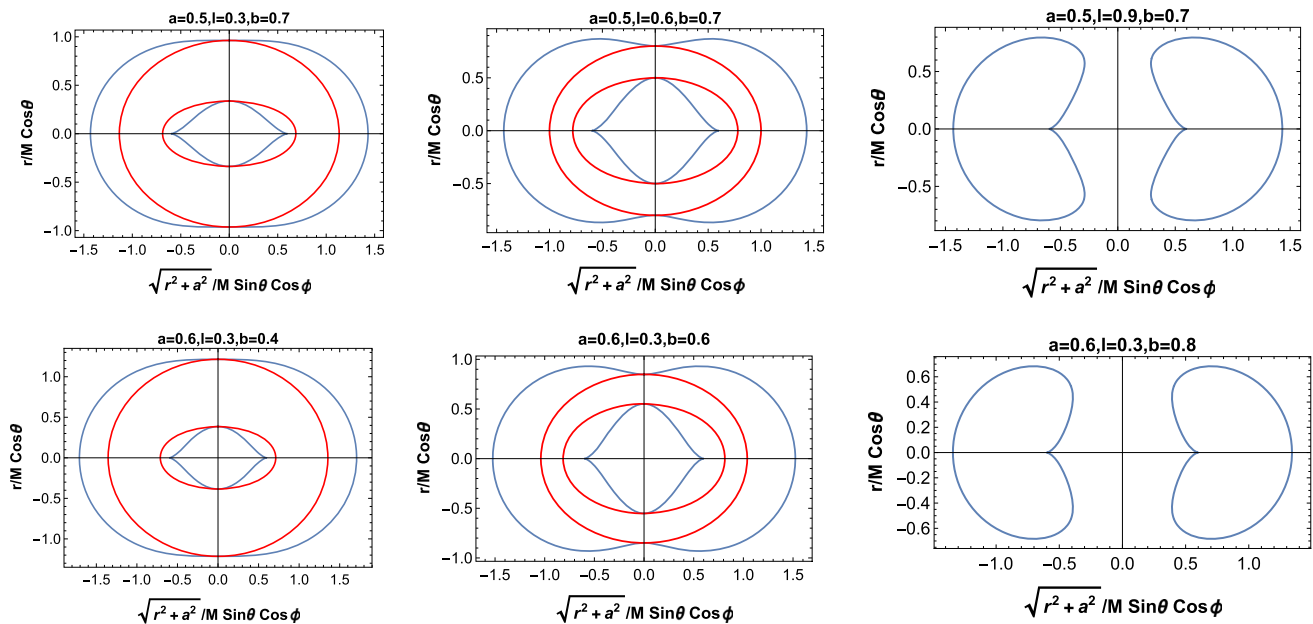 a=0.5,l=0.3,b=0.7
r/M Cosθ
1.0
0.5
0.0
−0.5
−1.0
−1.5 −1.0 −0.5 0.0 0.5 1.0 1.5
√r² + a² /M Sinθ Cosϕ
a=0.5,l=0.6,b=0.7
r/M Cosθ
0.5
0.0
−0.5
−1.5 −1.0 −0.5 0.0 0.5 1.0 1.5
√r² + a² /M Sinθ Cosϕ
a=0.5,l=0.9,b=0.7
r/M Cosθ
0.5
0.0
−0.5
−1.5 −1.0 −0.5 0.0 0.5 1.0 1.5
√r² + a² /M Sinθ Cosϕ
a=0.6,l=0.3,b=0.4
r/M Cosθ
1.0
0.5
0.0
−0.5
−1.0
−1.5 −1.0 −0.5 0.0 0.5 1.0 1.5
√r² + a² /M Sinθ Cosϕ
a=0.6,l=0.3,b=0.6
r/M Cosθ
1.0
0.5
0.0
−0.5
−1.0
−1.5 −1.0 −0.5 0.0 0.5 1.0 1.5
√r² + a² /M Sinθ Cosϕ
a=0.6,l=0.3,b=0.8
r/M Cosθ
0.6
0.4
0.2
0.0
−0.2
−0.4
−0.6
−1.0 −0.5 0.0 0.5 1.0
√r² + a² /M Sinθ Cosϕ